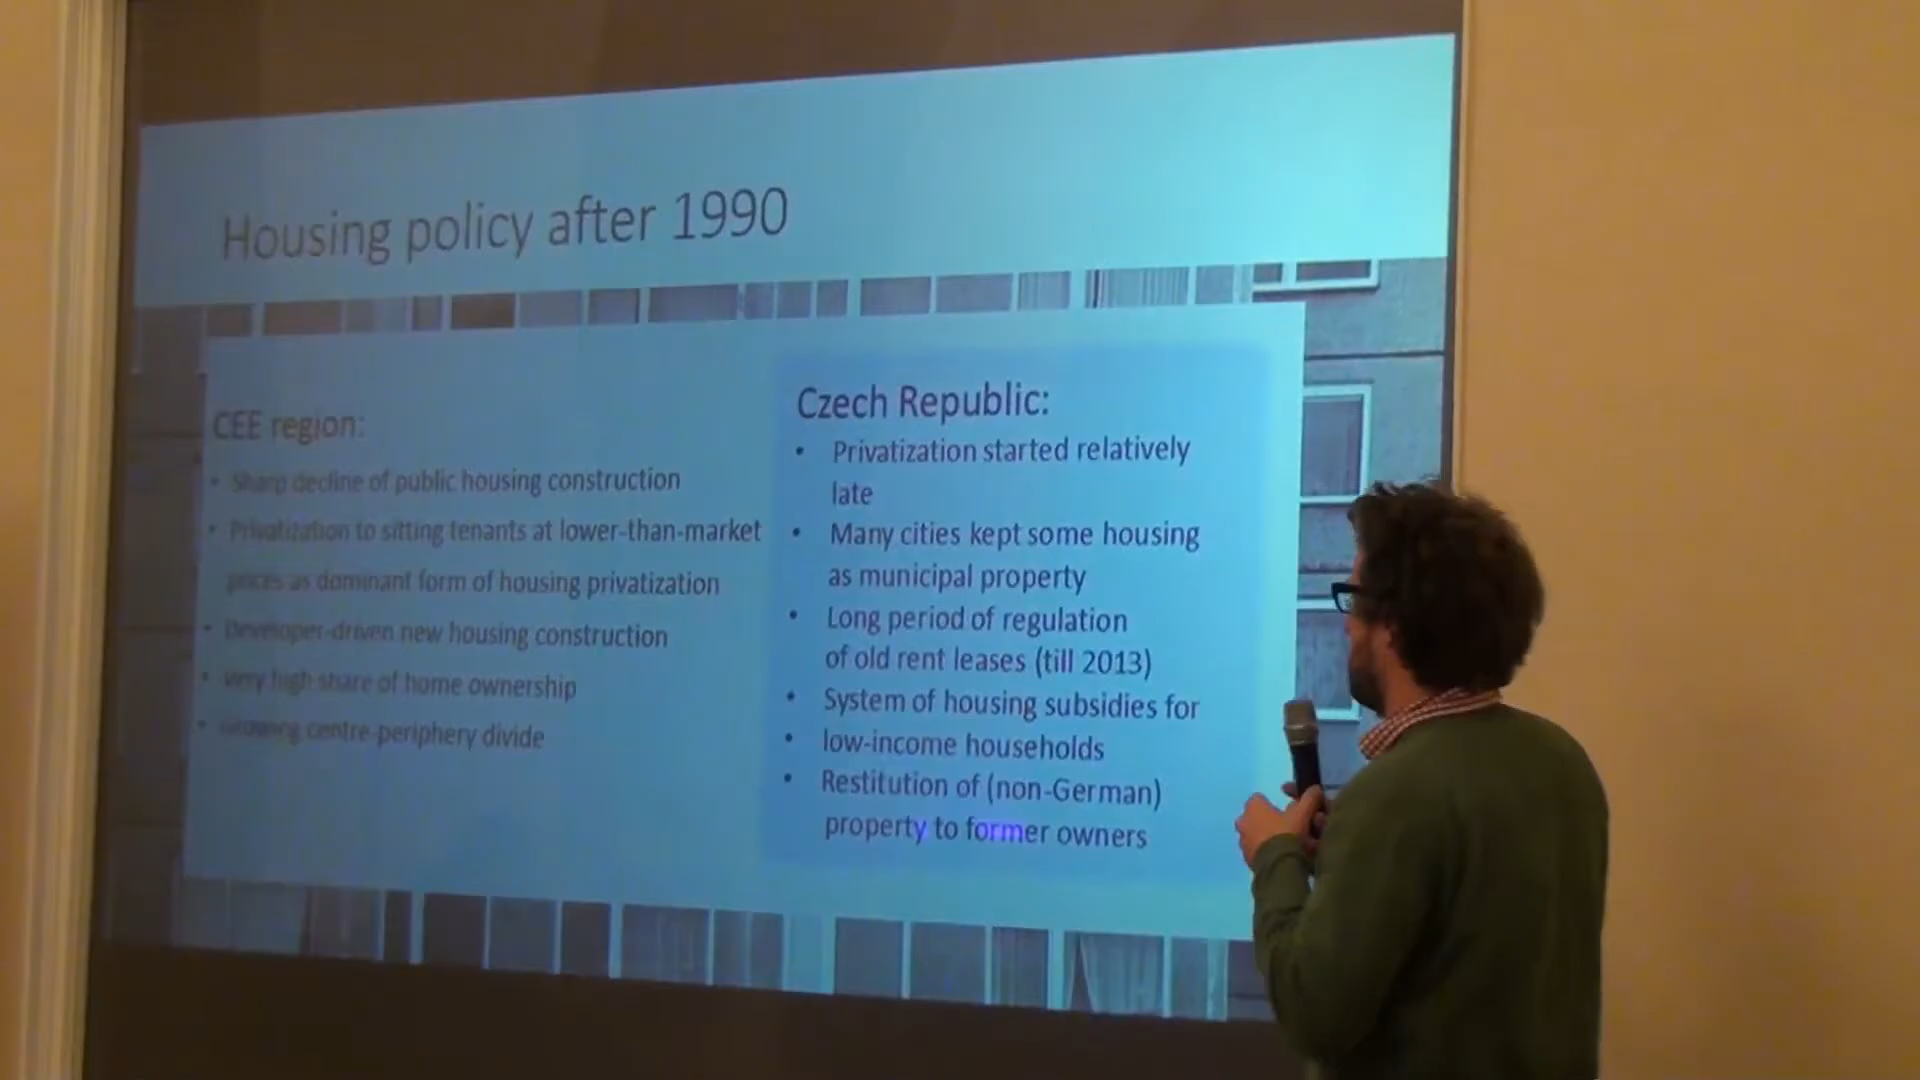 Housing policy after 1990
CEE region:
• Sharp decline of public housing construction
• Privatization to sitting tenants at lower-than-market
prices as dominant form of housing privatization
• Developer-driven new housing construction
• Very high share of home ownership
• Growing centre-periphery divide
Czech Republic:
• Privatization started relatively
late
• Many cities kept some housing
as municipal property
• Long period of regulation
of old rent leases (till 2013)
• System of housing subsidies for
• low-income households
• Restitution of (non-German)
property to former owners